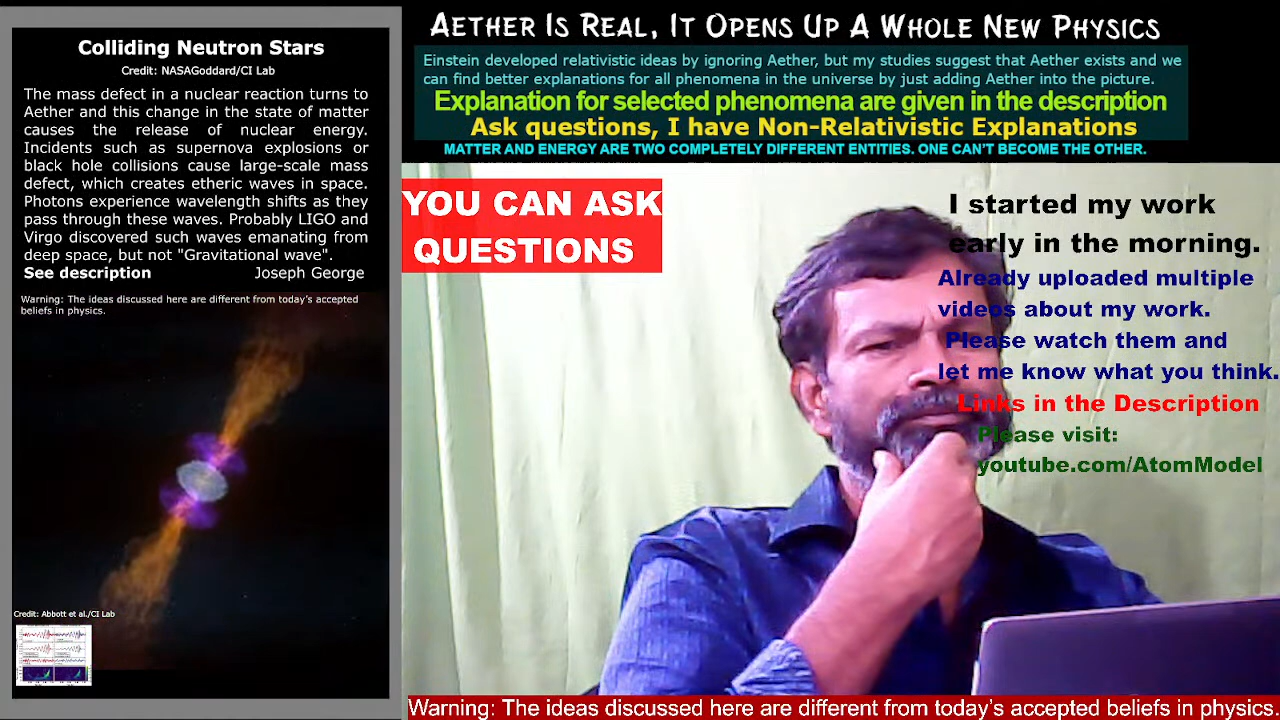 Colliding Neutron Stars
Credit: NASAGoddard/CI Lab
The mass defect in a nuclear reaction turns to
Aether and this change in the state of matter
causes the release of nuclear energy.
Incidents such as supernova explosions or
black hole collisions cause large-scale mass
defect, which creates etheric waves in space.
Photons experience wavelength shifts as they
pass through these waves. Probably LIGO and
Virgo discovered such waves emanating from
deep space, but not "Gravitational wave".
See description Joseph George
Warning: The ideas discussed here are different from today's accepted
beliefs in physics.
Credit: Abbott et al./CI Lab
Aether Is Real, It Opens Up A Whole New Physics
Einstein developed relativistic ideas by ignoring Aether, but my studies suggest that Aether exists and we
can find better explanations for all phenomena in the universe by just adding Aether into the picture.
Explanation for selected phenomena are given in the description
Ask questions, I have Non-Relativistic Explanations
MATTER AND ENERGY ARE TWO COMPLETELY DIFFERENT ENTITIES. ONE CAN'T BECOME THE OTHER.
YOU CAN ASK
QUESTIONS
I started my work
early in the morning.
Already uploaded multiple
videos about my work.
Please watch them and
let me know what you think.
Links in the Description
Please visit:
youtube.com/AtomModel
Warning: The ideas discussed here are different from today's accepted beliefs in physics.